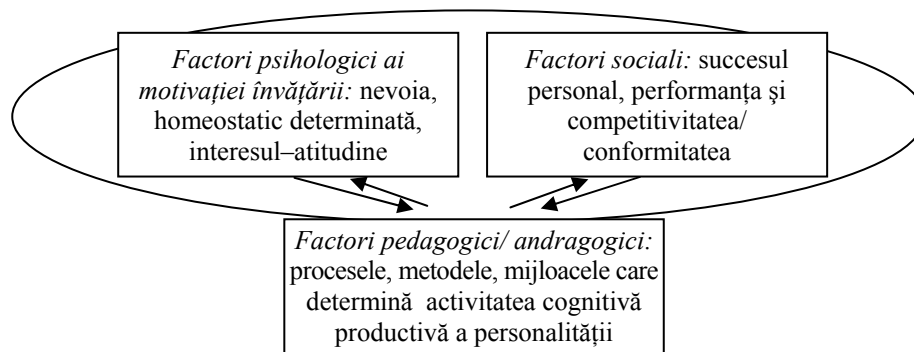 Factori psihologici ai
motivației învățării: nevoia,
homeostatic determinată,
interesul–atitudine
Factori sociali: succesul
personal, performanța şi
competitivitatea/
conformitatea
Factori pedagogici/ andragogici:
procesele, metodele, mijloacele care
determină activitatea cognitivă
productivă a personalității